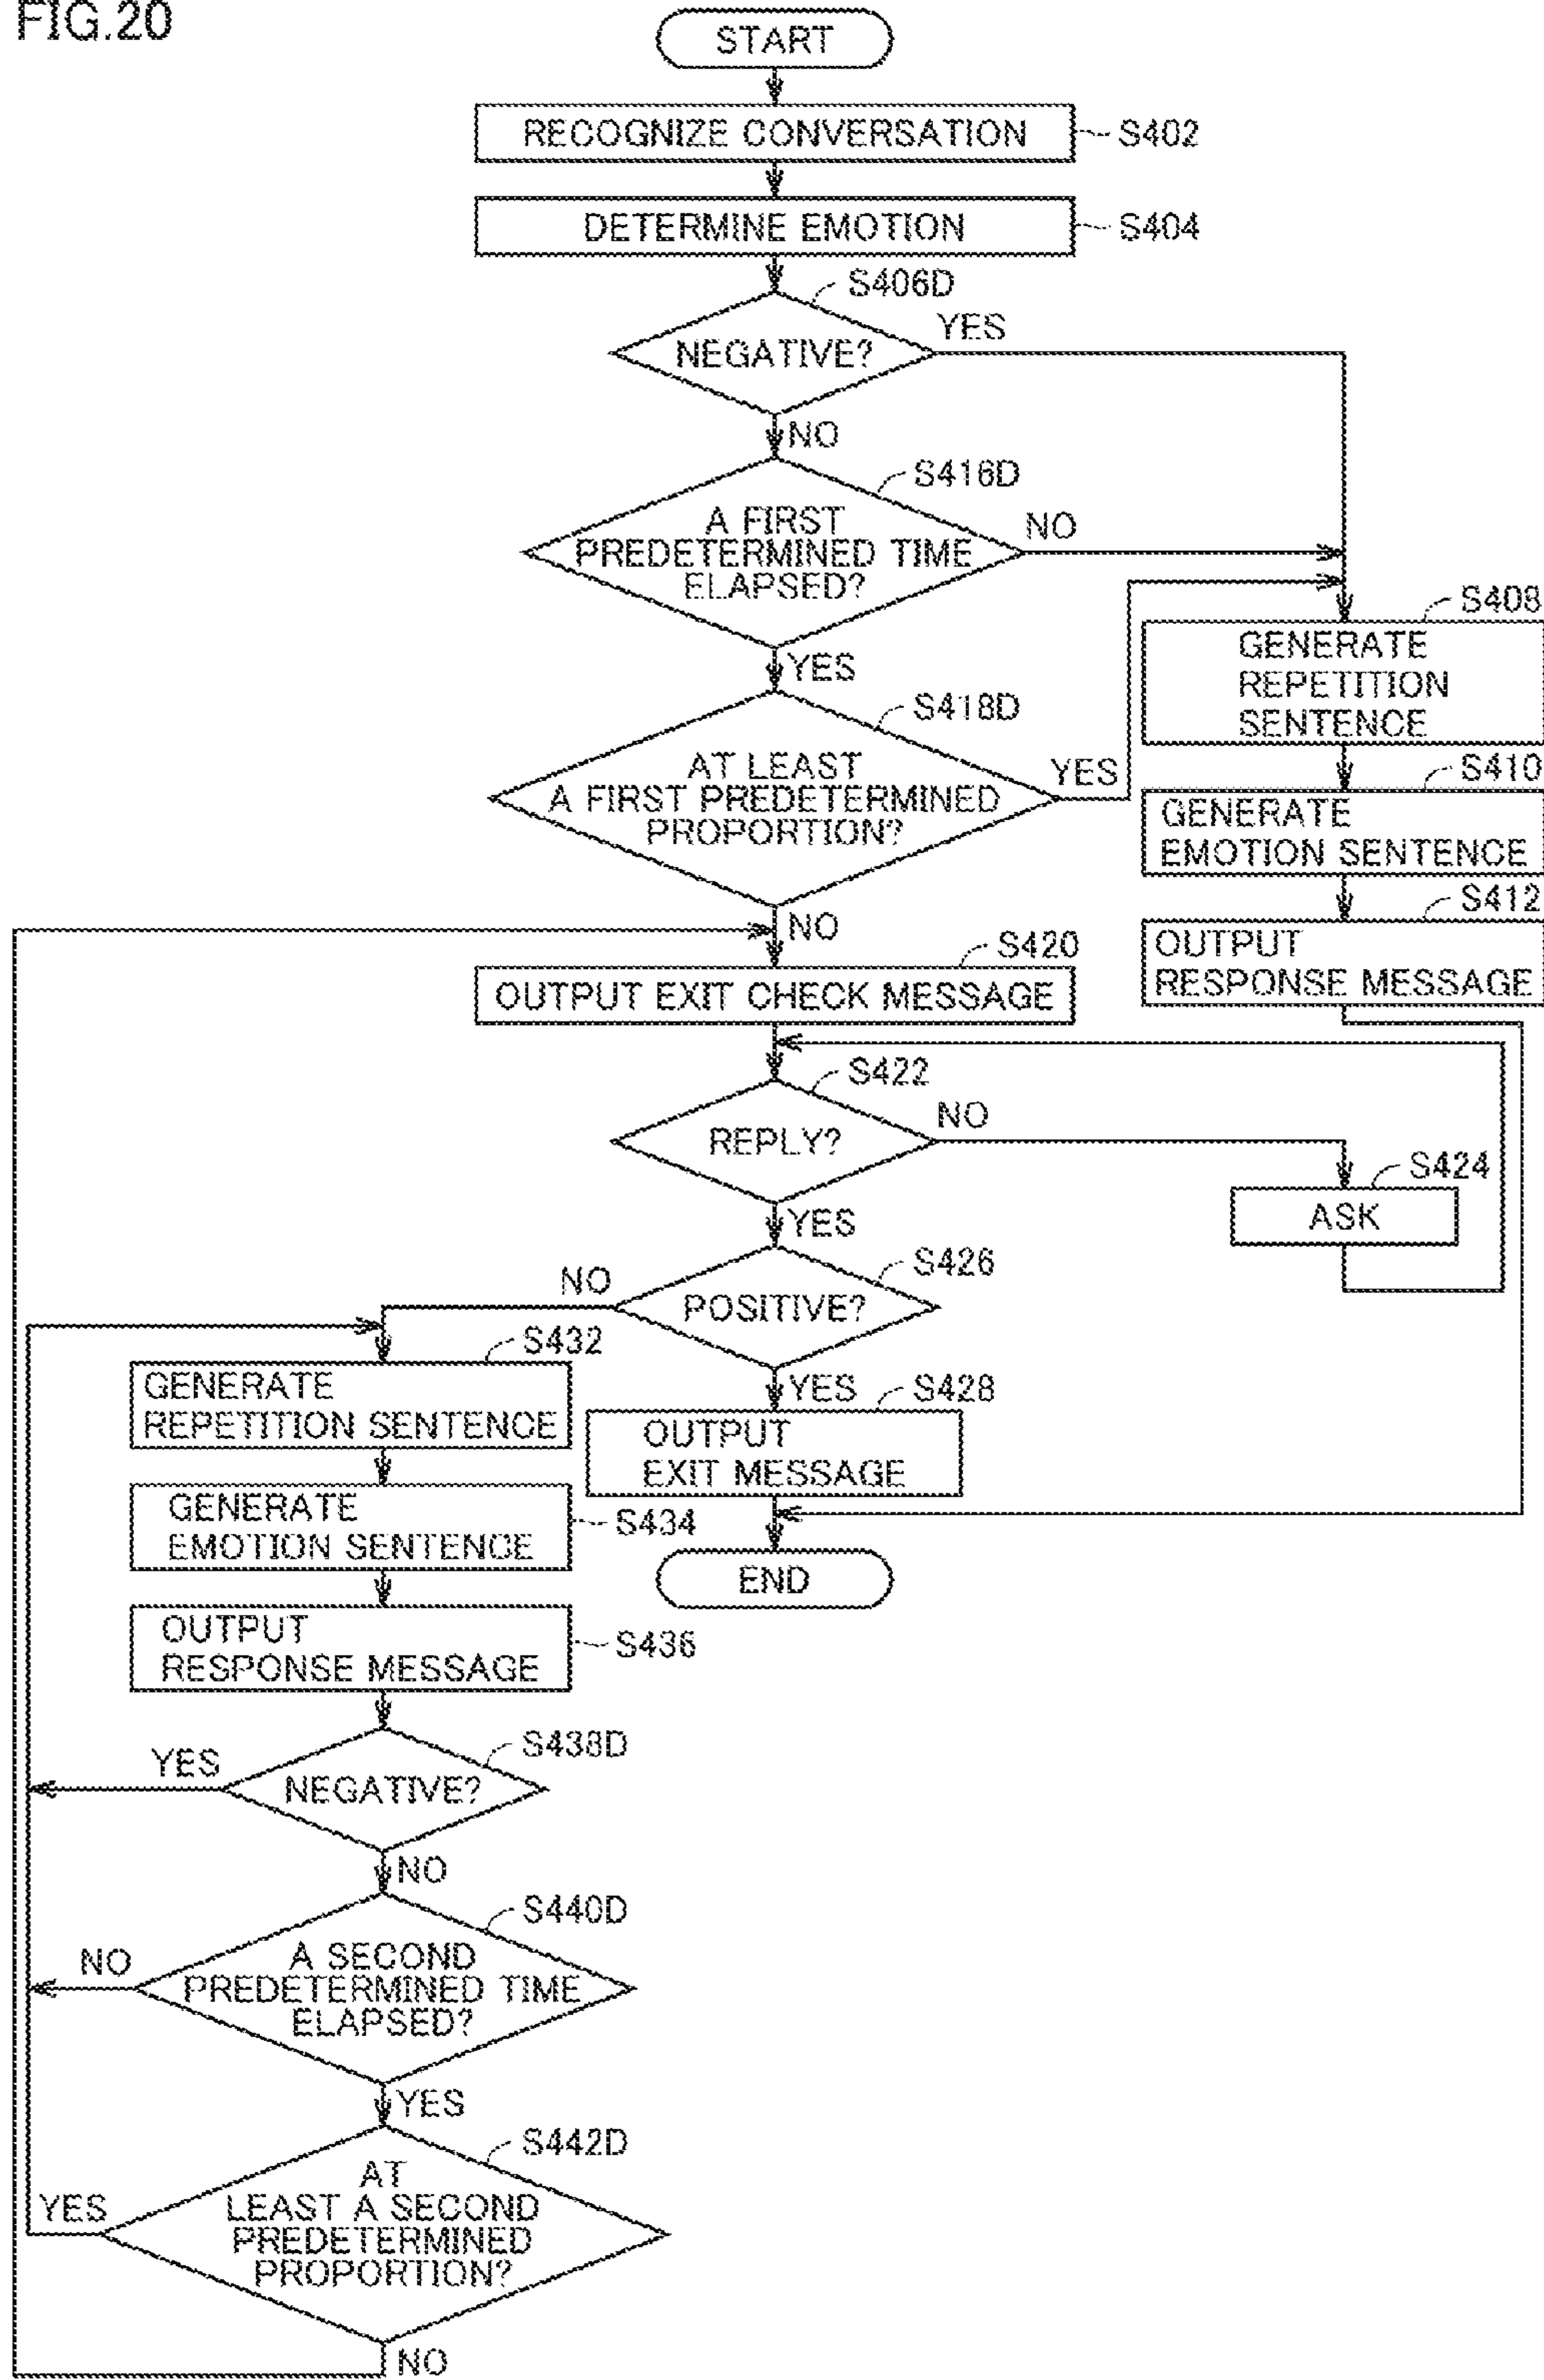 FIG.20
START
RECOGNIZE CONVERSATION
S402
DETERMINE EMOTION
S404
S406D
NEGATIVE?
YES
NO
S416D
A FIRST
PREDETERMINED TIME
ELAPSED?
NO
YES
S418D
AT LEAST
A FIRST PREDETERMINED
PROPORTION?
YES
NO
S408
GENERATE
REPETITION
SENTENCE
S410
GENERATE
EMOTION SENTENCE
S412
OUTPUT
RESPONSE MESSAGE
S420
OUTPUT EXIT CHECK MESSAGE
S422
REPLY?
NO
S424
ASK
YES
S426
POSITIVE?
NO
YES
S428
OUTPUT
EXIT MESSAGE
END
S432
GENERATE
REPETITION SENTENCE
GENERATE
EMOTION SENTENCE
S434
OUTPUT
RESPONSE MESSAGE
S436
S438D
NEGATIVE?
YES
NO
S440D
A SECOND
PREDETERMINED TIME
ELAPSED?
NO
YES
S442D
AT
LEAST A SECOND
PREDETERMINED
PROPORTION?
YES
NO